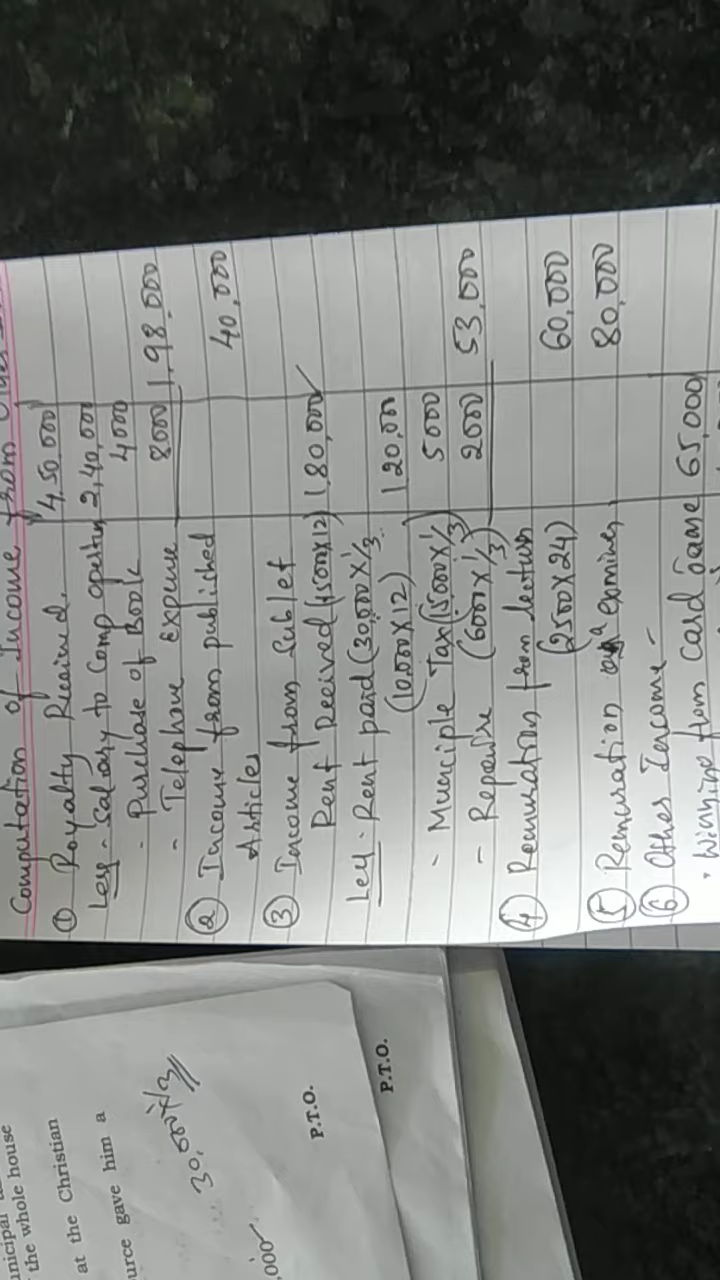 Computation of Income from
① Royalty Received. 4,50,000
Less - Salary to Comp opertor 2,40,000
- Purchase of Book 4000
- Telephone Expense 8000 1,98,000
② Income from published 40,000
Articles
③ Income from Sublet
Rent Received (15000x12) 1,80,000
Less - Rent paid (30,000 x 1/3 1,20,000
(10,000 x 12)
- Municiple Tax (15000 x 1/3) 5000
- Repaire (6000 x 1/3) 2000 53,000
④ Remuration from lecture 60,000
(2500 x 24)
⑤ Remuration as a examiner 80,000
⑥ Other Income -
Winning from Card Game 65,000
the whole house
at the Christian
gave him a
30,000 x 1/3
,000
P.T.O.
P.T.O.